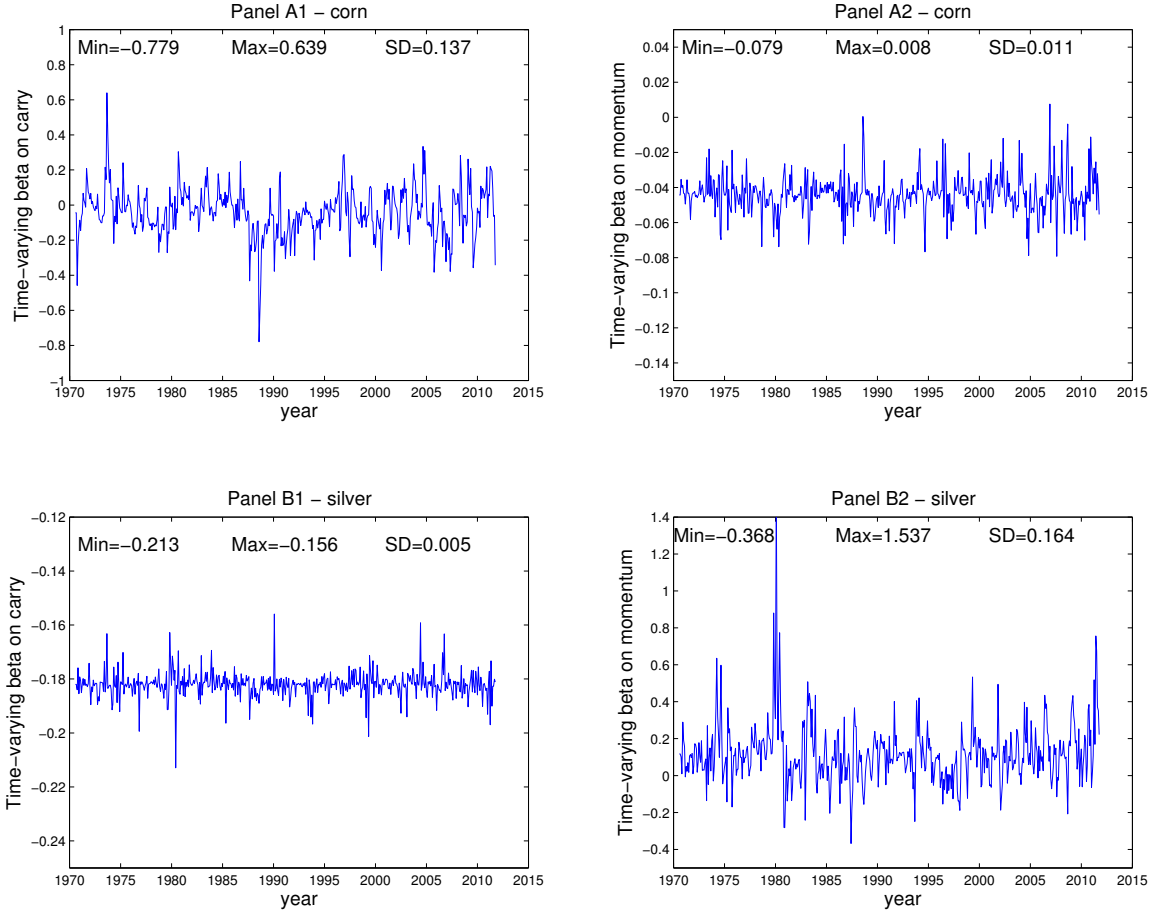 Panel A1 − corn
Min=−0.779 Max=0.639 SD=0.137
Time−varying beta on carry
1
0.8
0.6
0.4
0.2
0
−0.2
−0.4
−0.6
−0.8
−1
1970 1975 1980 1985 1990 1995 2000 2005 2010 2015
year
Panel A2 − corn
Min=−0.079 Max=0.008 SD=0.011
Time−varying beta on momentum
0.04
0.02
0
−0.02
−0.04
−0.06
−0.08
−0.1
−0.12
−0.14
1970 1975 1980 1985 1990 1995 2000 2005 2010 2015
year
Panel B1 − silver
Min=−0.213 Max=−0.156 SD=0.005
Time−varying beta on carry
−0.12
−0.14
−0.16
−0.18
−0.2
−0.22
−0.24
1970 1975 1980 1985 1990 1995 2000 2005 2010 2015
year
Panel B2 − silver
Min=−0.368 Max=1.537 SD=0.164
Time−varying beta on momentum
1.4
1.2
1
0.8
0.6
0.4
0.2
0
−0.2
−0.4
1970 1975 1980 1985 1990 1995 2000 2005 2010 2015
year